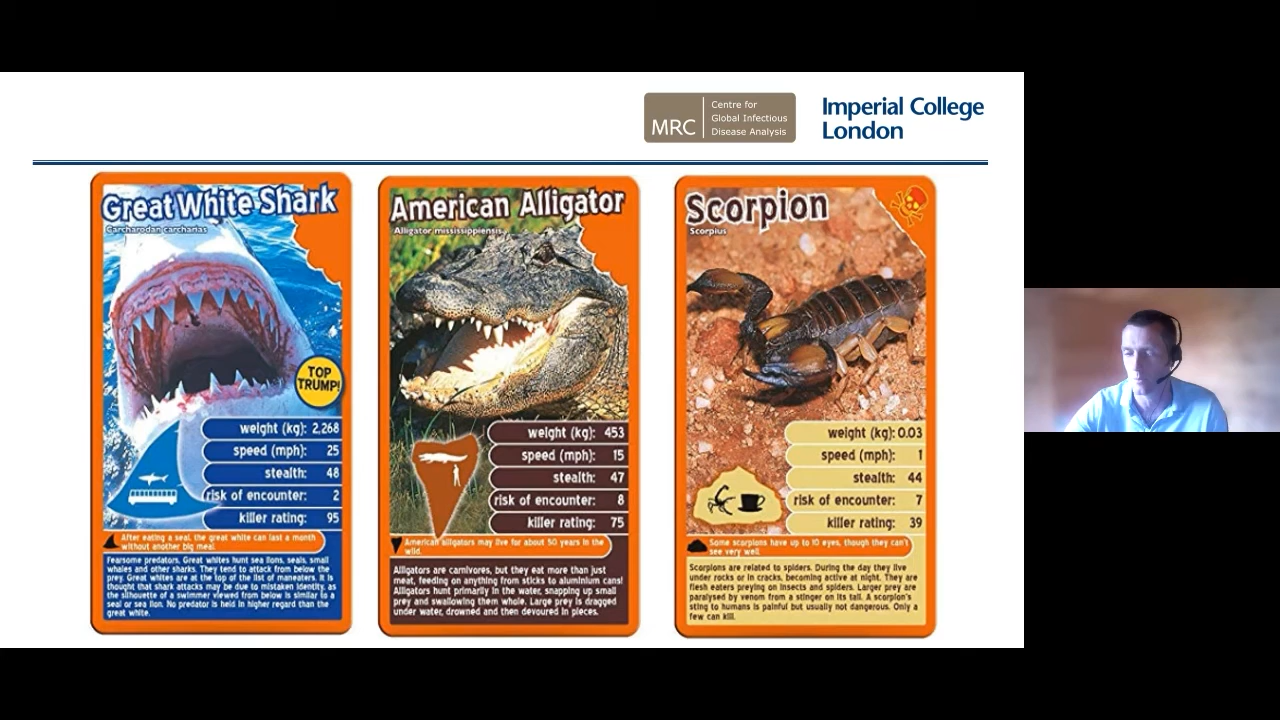 MRC
Centre for
Global Infectious
Disease Analysis
Imperial College
London
Great White Shark
Carcharodan carcharias
TOP
TRUMP!
weight (kg): 2,268
speed (mph): 25
stealth: 48
risk of encounter: 2
killer rating: 95
After eating a seal, the great white can last a month
without another big meal.
Fearsome predators, Great whites hunt sea lions, seals, small
whales and other sharks. They tend to attack from below the
prey. Great whites are at the top of the list of maneaters. It is
thought that shark attacks may be due to mistaken identity, as
the silhouette of a swimmer viewed from below is similar to a
seal or sea lion. No predator is held in higher regard than the
great white.
American Alligator
Alligator mississippiensis
weight (kg): 453
speed (mph): 15
stealth: 47
risk of encounter: 8
killer rating: 75
American alligators may live for about 50 years in the
wild.
Alligators are carnivores, but they eat more than just
meat, feeding on anything from sticks to aluminium cans!
Alligators hunt primarily in the water, snapping up small
prey and swallowing them whole. Large prey is dragged
under water, drowned and then devoured in pieces.
Scorpion
Scorpius
weight (kg): 0.03
speed (mph): 1
stealth: 44
risk of encounter: 7
killer rating: 39
Some scorpions have up to 10 eyes, though they can't
see very well.
Scorpions are related to spiders. During the day they live
under rocks or in cracks, becoming active at night. They are
flesh eaters preying on insects and spiders. Larger prey are
paralysed by venom from a stinger on its tail. A scorpion's
sting to humans is painful but usually not dangerous. Only a
few can kill.